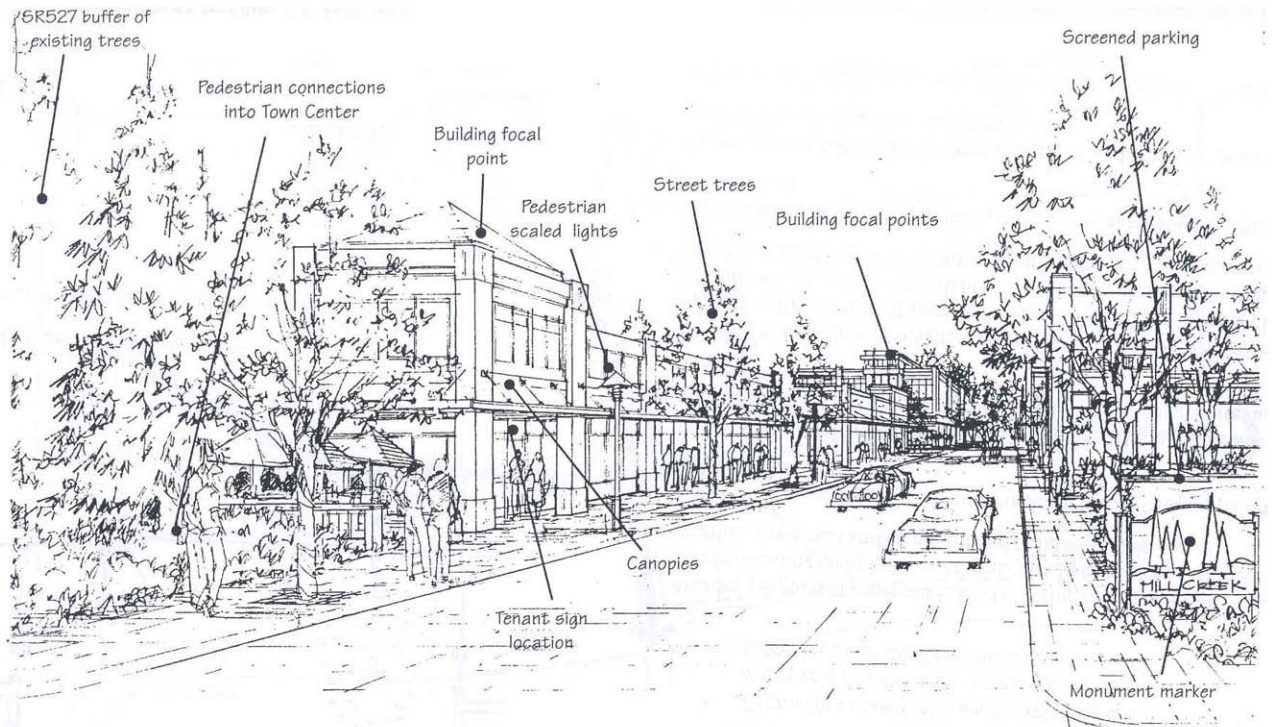 SR527 buffer of
existing trees
Screened parking
Pedestrian connections
into Town Center
Building focal
point
Street trees
Pedestrian
scaled lights
Building focal points
Canopies
MILL CREEK
Tenant sign
location
Monument marker